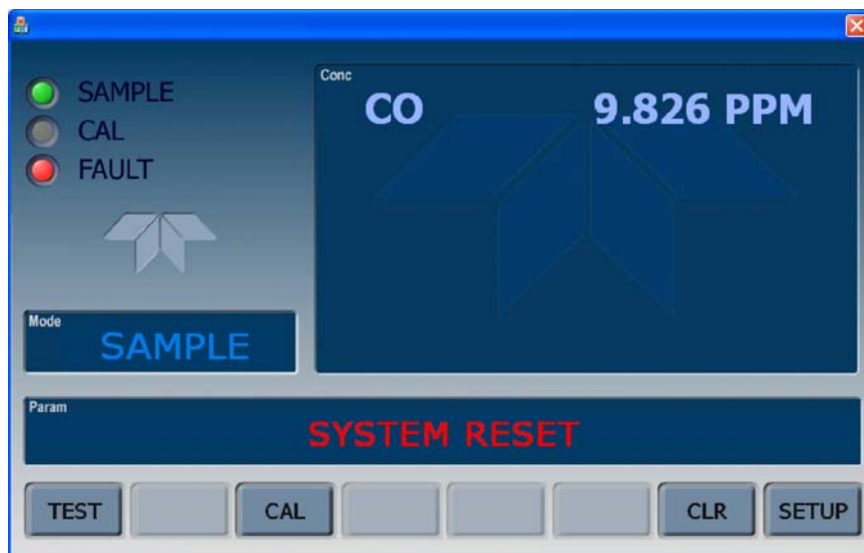 SAMPLE
CAL
FAULT
Conc
CO 9.826 PPM
Mode
SAMPLE
Param
SYSTEM RESET
TEST CAL CLR SETUP